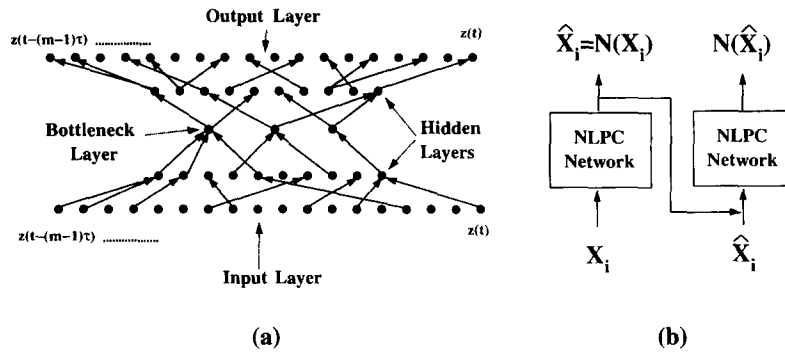 Output Layer
z(t-(m-1)τ) ................
z(t)
Bottleneck
Layer
Hidden
Layers
z(t-(m-1)τ) ................
z(t)
Input Layer
(a)
X̂ᵢ=N(Xᵢ)
N(X̂ᵢ)
NLPC
Network
NLPC
Network
Xᵢ
X̂ᵢ
(b)